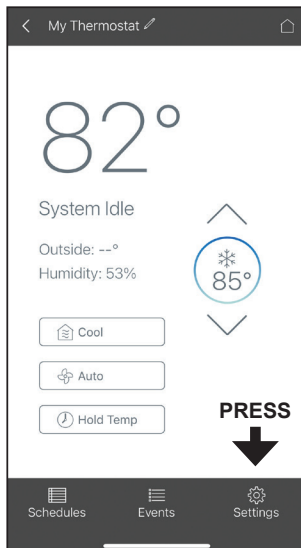 My Thermostat
82°
System Idle
Outside: --°
Humidity: 53%
85°
Cool
Auto
Hold Temp
PRESS
Schedules Events Settings